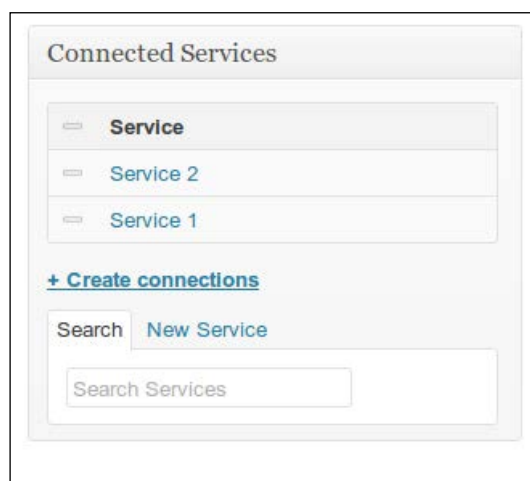 Connected Services
Service
Service 2
Service 1
+ Create connections
Search New Service
Search Services